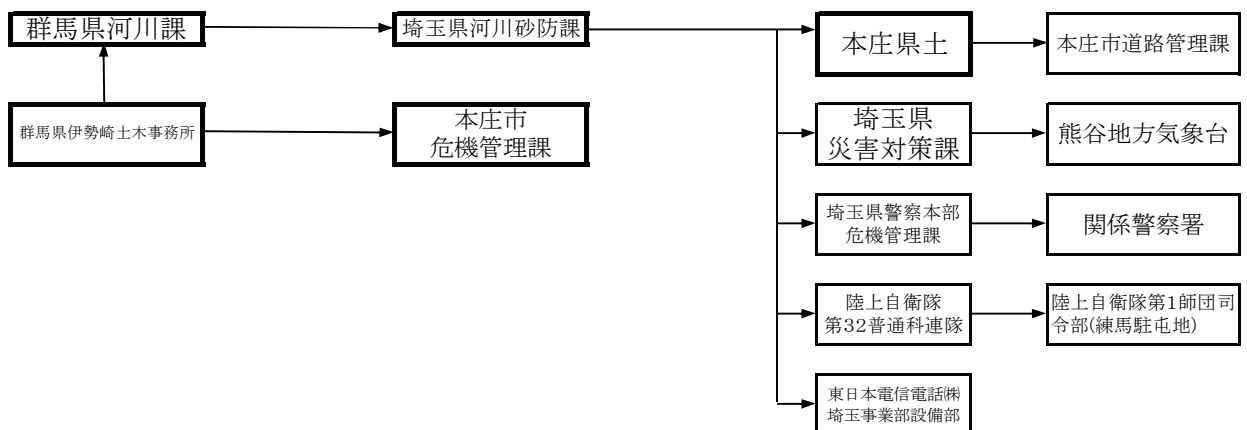 群馬県河川課
埼玉県河川砂防課
本庄県土
本庄市道路管理課
群馬県伊勢崎土木事務所
本庄市
危機管理課
埼玉県
災害対策課
熊谷地方気象台
埼玉県警察本部
危機管理課
関係警察署
陸上自衛隊
第32普通科連隊
陸上自衛隊第1師団司
令部(練馬駐屯地)
東日本電信電話㈱
埼玉事業部設備部